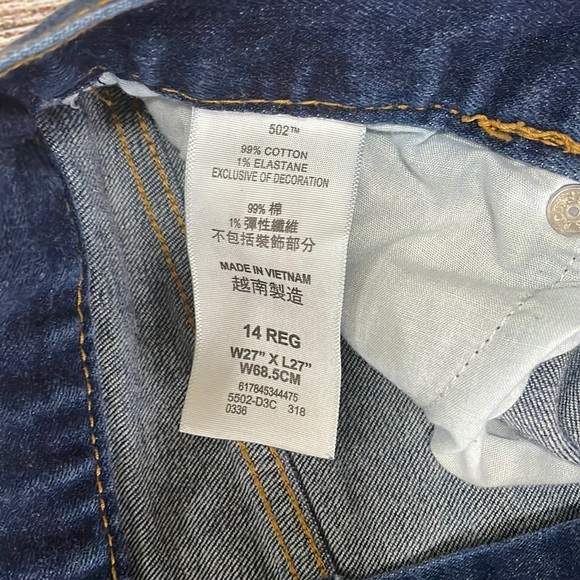 502™
99% COTTON
1% ELASTANE
EXCLUSIVE OF DECORATION
99% 棉
1% 彈性纖維
不包括裝飾部分
MADE IN VIETNAM
越南製造
14 REG
W27" X L27"
W68.5CM
617845344475
5502-D3C 318
0336